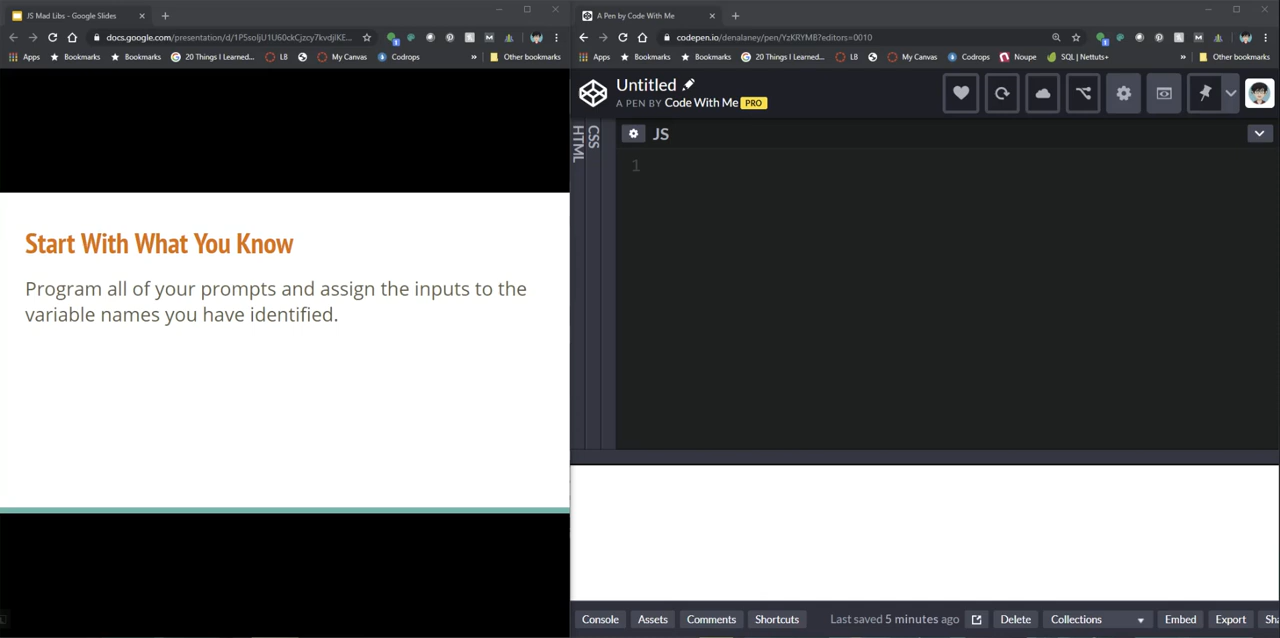 JS Mad Libs - Google Slides
docs.google.com/presentation/d/1P5soIjU1U60ckCjzcy7kvdjlKE...
Apps
Bookmarks
Bookmarks
20 Things I Learned...
LB
My Canvas
Codrops
»
Other bookmarks
Start With What You Know
Program all of your prompts and assign the inputs to the
variable names you have identified.
A Pen by Code With Me
codepen.io/denalaney/pen/YzKRYMB?editors=0010
Apps
Bookmarks
Bookmarks
20 Things I Learned...
LB
My Canvas
Codrops
Noupe
SQL | Nettuts+
»
Other bookmarks
Untitled
A PEN BY Code With Me PRO
HTML
CSS
JS
1
Console
Assets
Comments
Shortcuts
Last saved 5 minutes ago
Delete
Collections
Embed
Export
Sha